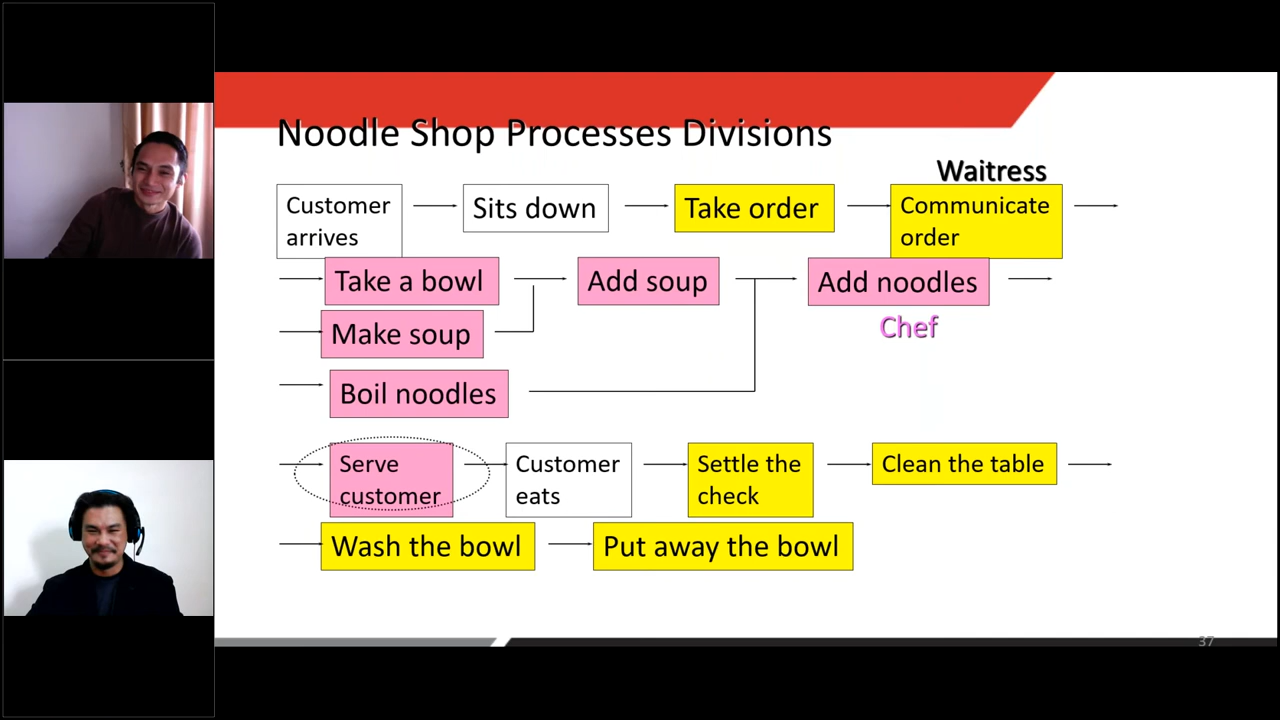 Noodle Shop Processes Divisions
Waitress
Customer
arrives
Sits down
Take order
Communicate
order
Take a bowl
Add soup
Add noodles
Make soup
Chef
Boil noodles
Serve
customer
Customer
eats
Settle the
check
Clean the table
Wash the bowl
Put away the bowl
37